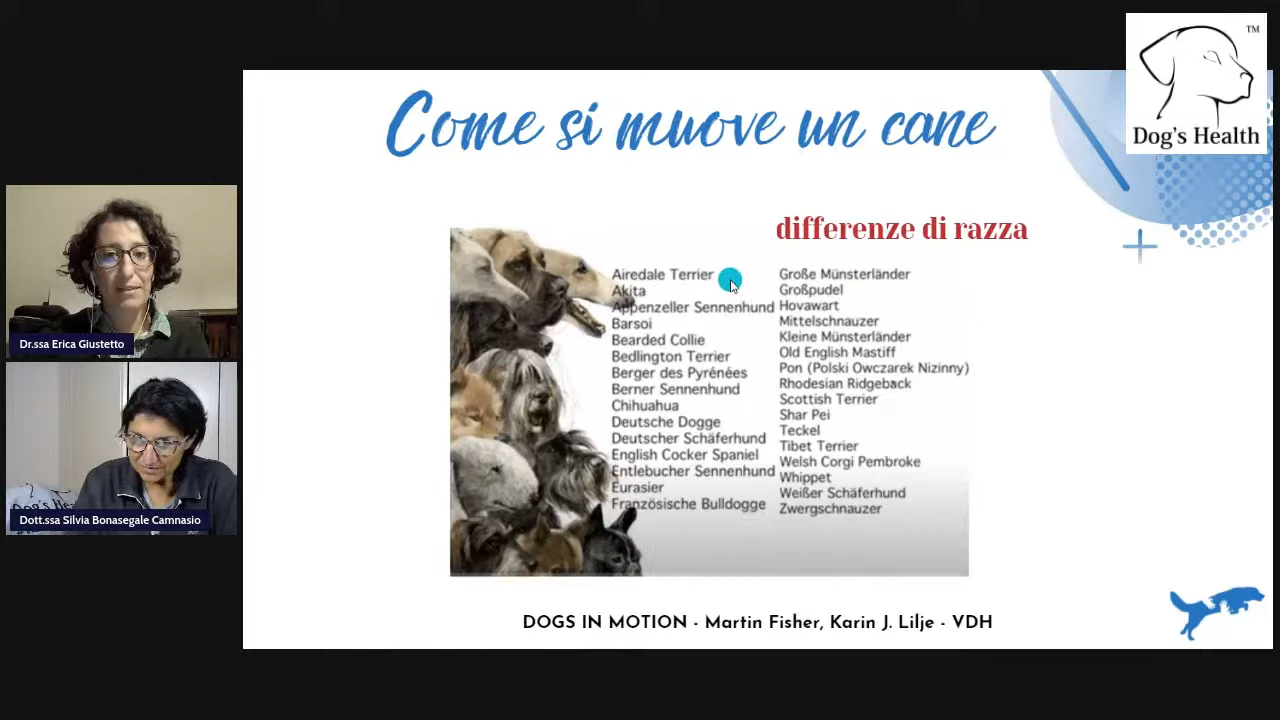 TM
Dog's Health
Come si muove un cane
differenze di razza
Airedale Terrier
Akita
Appenzeller Sennenhund
Barsoi
Bearded Collie
Bedlington Terrier
Berger des Pyrénées
Berner Sennenhund
Chihuahua
Deutsche Dogge
Deutscher Schäferhund
English Cocker Spaniel
Entlebucher Sennenhund
Eurasier
Französische Bulldogge
Große Münsterländer
Großpudel
Hovawart
Mittelschnauzer
Kleine Münsterländer
Old English Mastiff
Pon (Polski Owczarek Nizinny)
Rhodesian Ridgeback
Scottish Terrier
Shar Pei
Teckel
Tibet Terrier
Welsh Corgi Pembroke
Whippet
Weißer Schäferhund
Zwergschnauzer
DOGS IN MOTION - Martin Fisher, Karin J. Lilje - VDH
Dr.ssa Erica Giustetto
Dott.ssa Silvia Bonasegale Camnasio